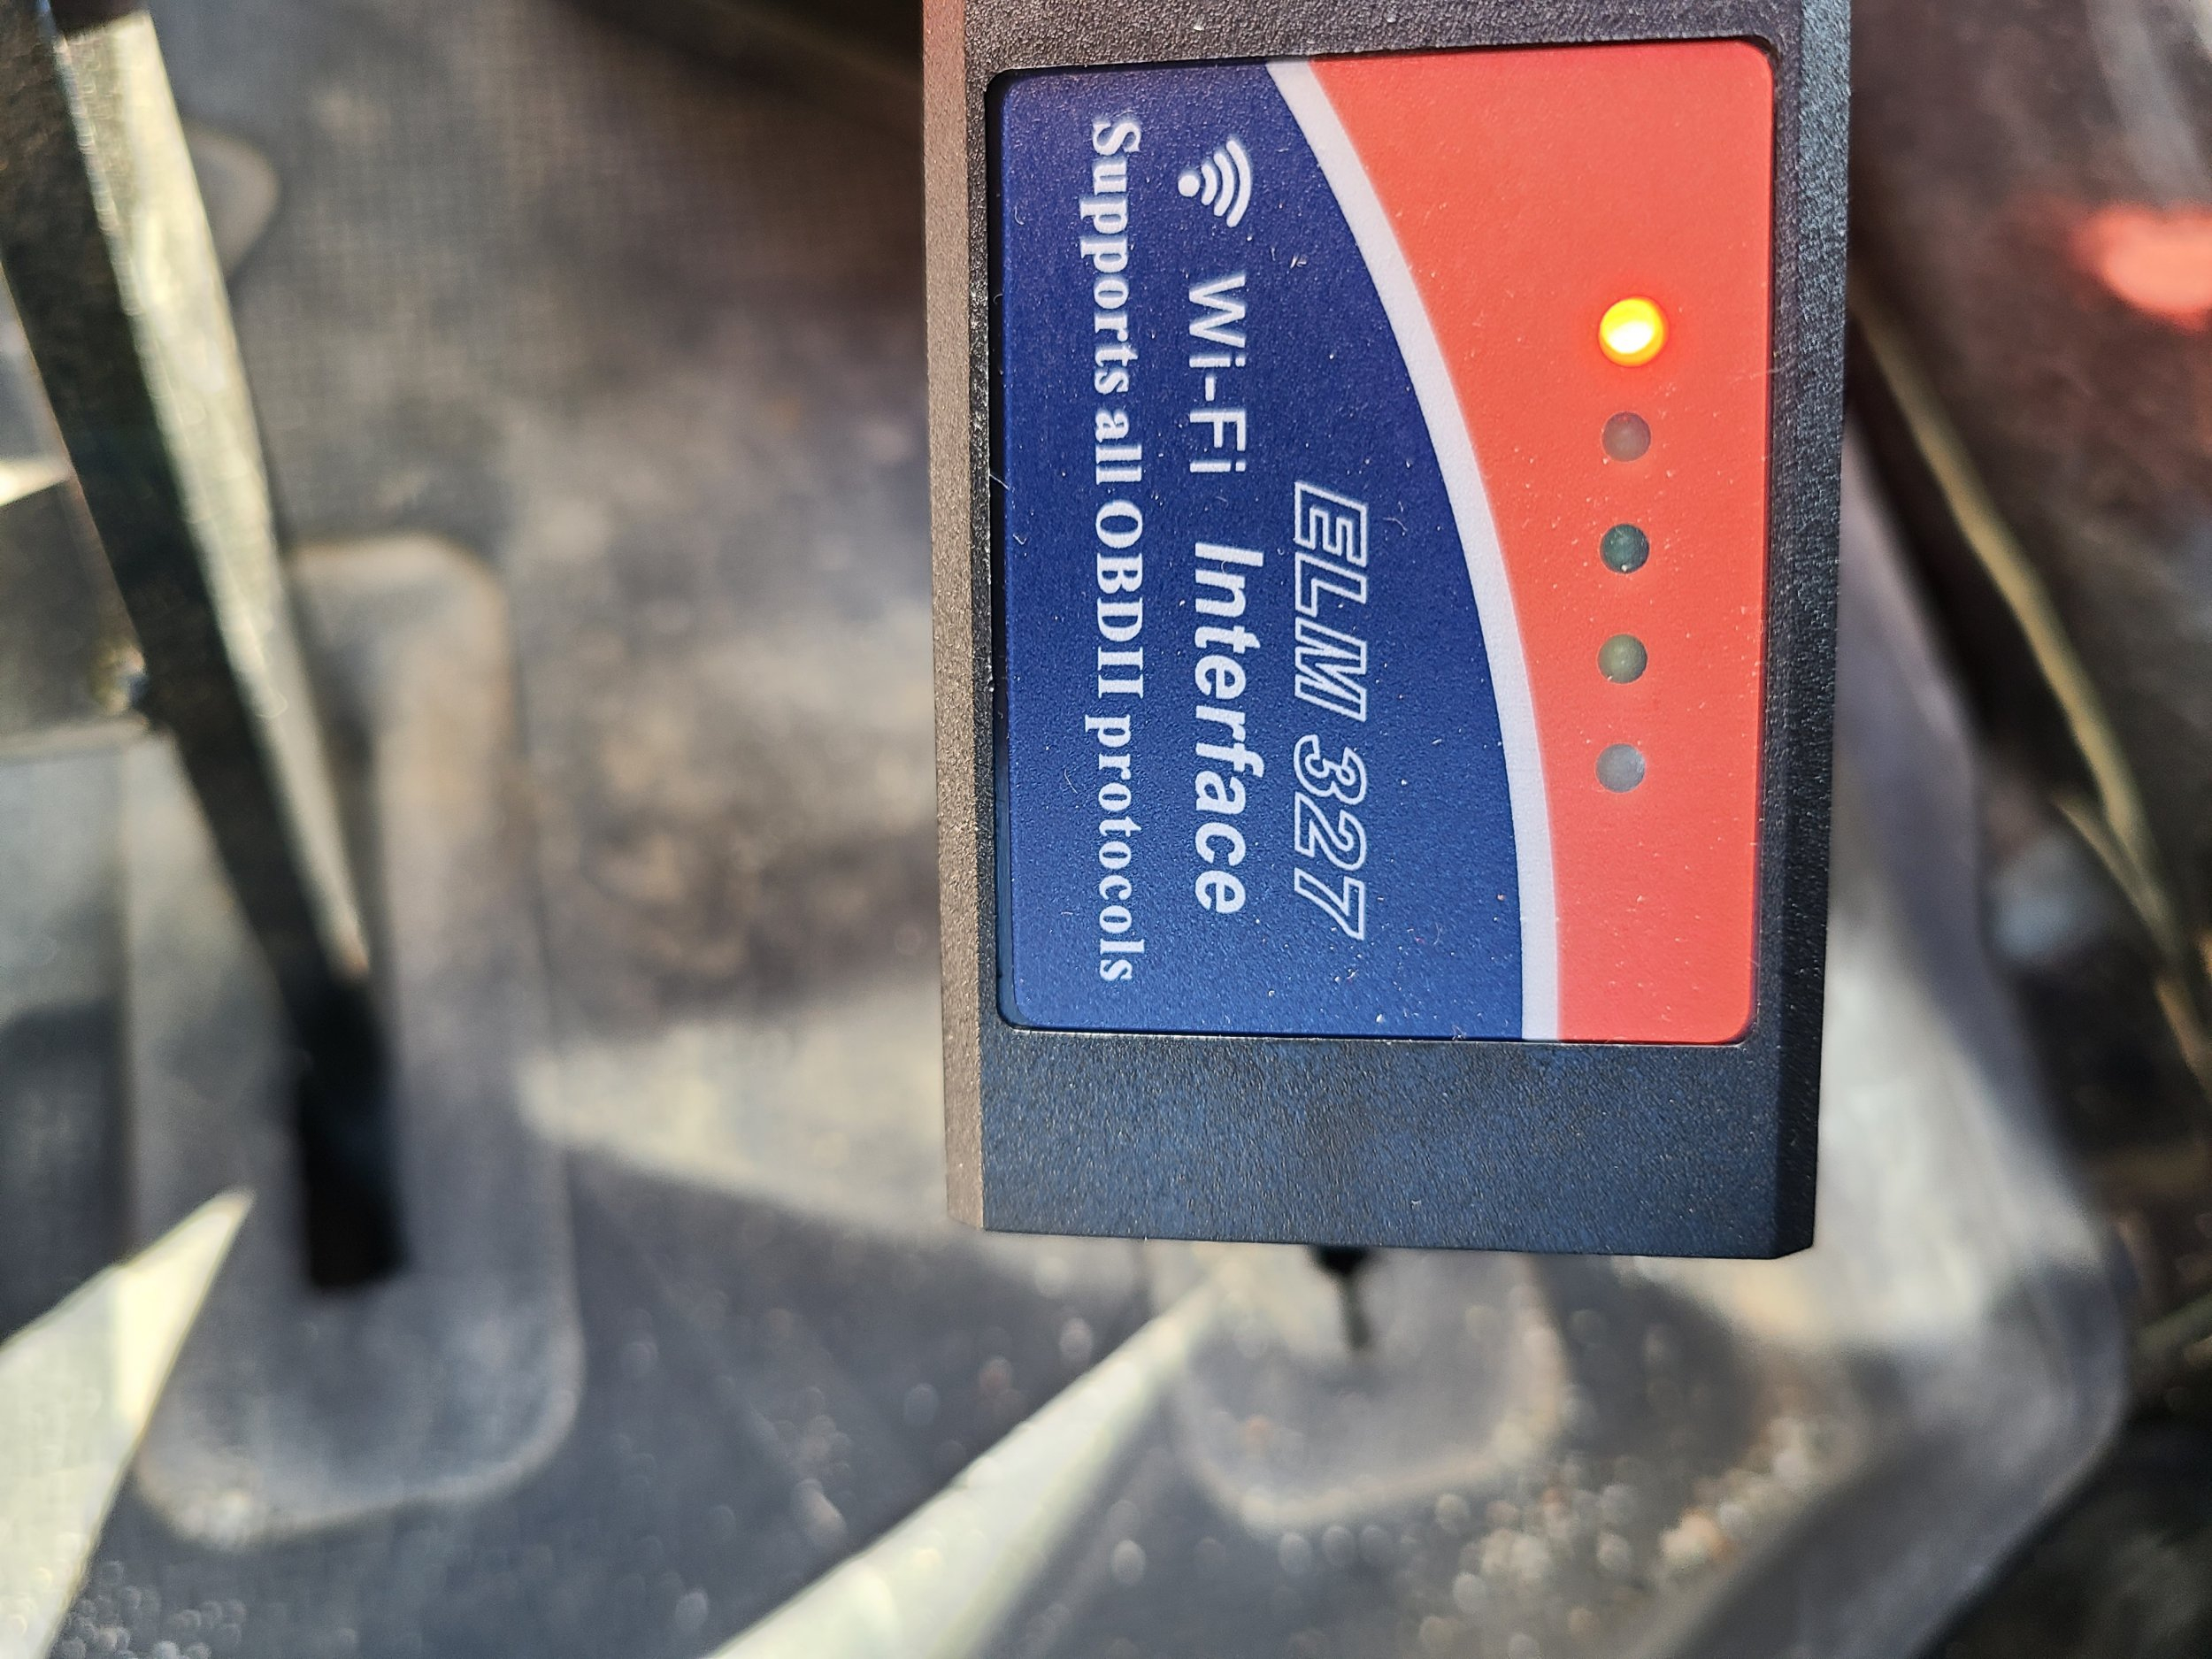 ELM 327
Wi-Fi Interface
Supports all OBDII protocols